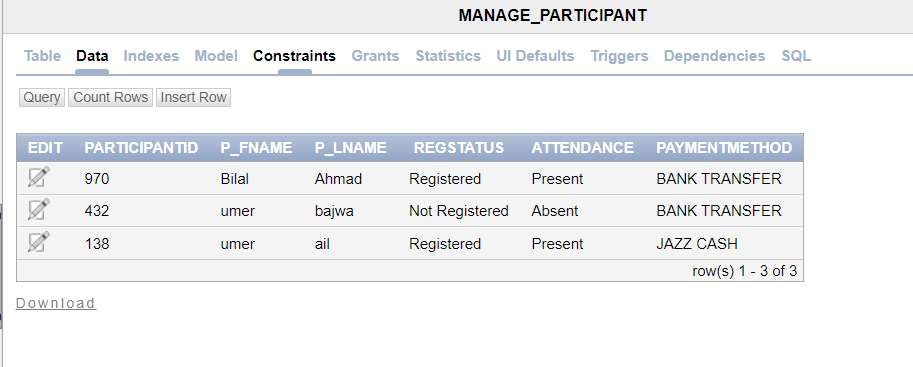 MANAGE_PARTICIPANT
Table Data Indexes Model Constraints Grants Statistics UI Defaults Triggers Dependencies SQL
Query Count Rows Insert Row
EDIT PARTICIPANTID P_FNAME P_LNAME REGSTATUS ATTENDANCE PAYMENTMETHOD
970 Bilal Ahmad Registered Present BANK TRANSFER
432 umer bajwa Not Registered Absent BANK TRANSFER
138 umer ail Registered Present JAZZ CASH
row(s) 1 - 3 of 3
Download